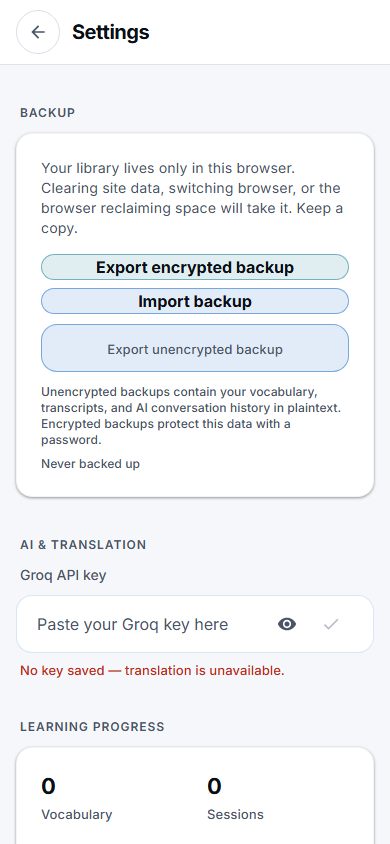 Settings
BACKUP
Your library lives only in this browser.
Clearing site data, switching browser, or the
browser reclaiming space will take it. Keep a
copy.
Export encrypted backup
Import backup
Export unencrypted backup
Unencrypted backups contain your vocabulary,
transcripts, and AI conversation history in plaintext.
Encrypted backups protect this data with a
password.
Never backed up
AI & TRANSLATION
Groq API key
Paste your Groq key here
No key saved — translation is unavailable.
LEARNING PROGRESS
0 0
Vocabulary Sessions